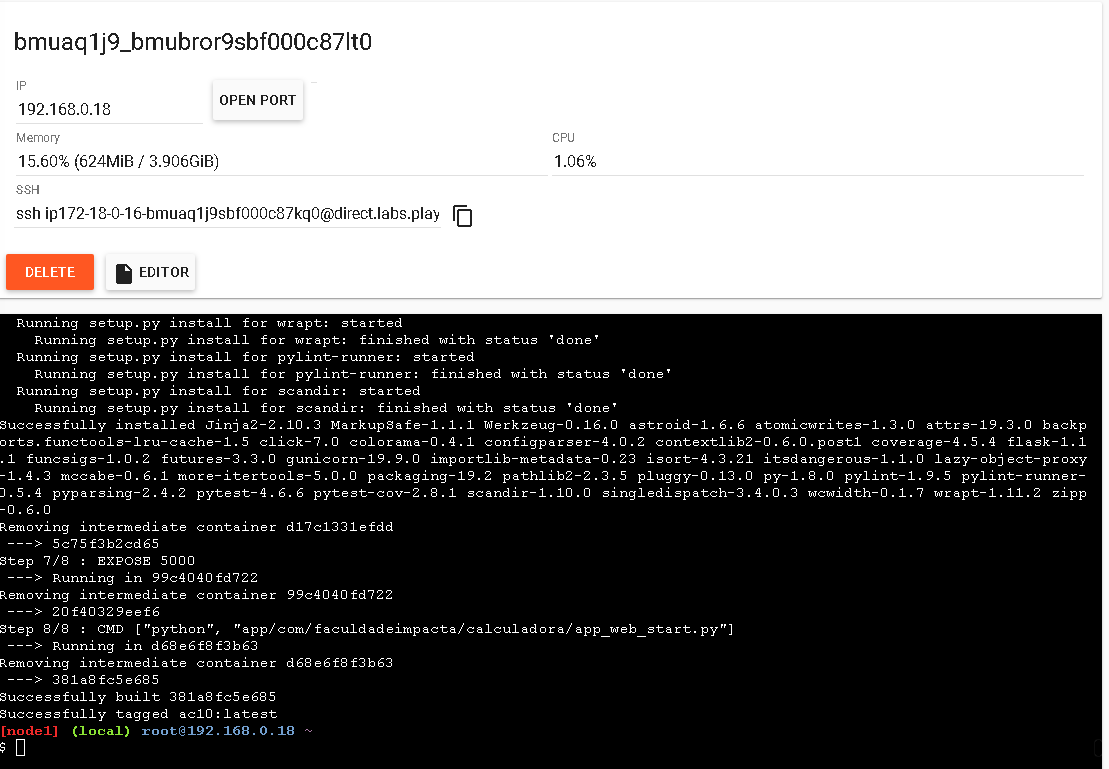 bmuaq1j9_bmubror9sbf000c87lt0
IP
192.168.0.18
OPEN PORT
Memory
15.60% (624MiB / 3.906GiB)
CPU
1.06%
SSH
ssh ip172-18-0-16-bmuaq1j9sbf000c87kq0@direct.labs.play
DELETE
EDITOR
Running setup.py install for wrapt: started
Running setup.py install for wrapt: finished with status 'done'
Running setup.py install for pylint-runner: started
Running setup.py install for pylint-runner: finished with status 'done'
Running setup.py install for scandir: started
Running setup.py install for scandir: finished with status 'done'
Successfully installed Jinja2-2.10.3 MarkupSafe-1.1.1 Werkzeug-0.16.0 astroid-1.6.6 atomicwrites-1.3.0 attrs-19.3.0 backp
orts.functools-lru-cache-1.5 click-7.0 colorama-0.4.1 configparser-4.0.2 contextlib2-0.6.0.post1 coverage-4.5.4 flask-1.1
.1 funcsigs-1.0.2 futures-3.3.0 gunicorn-19.9.0 importlib-metadata-0.23 isort-4.3.21 itsdangerous-1.1.0 lazy-object-proxy
-1.4.3 mccabe-0.6.1 more-itertools-5.0.0 packaging-19.2 pathlib2-2.3.5 pluggy-0.13.0 py-1.8.0 pylint-1.9.5 pylint-runner-
0.5.4 pyparsing-2.4.2 pytest-4.6.6 pytest-cov-2.8.1 scandir-1.10.0 singledispatch-3.4.0.3 wcwidth-0.1.7 wrapt-1.11.2 zipp
-0.6.0
Removing intermediate container d17c1331efdd
---> 5c75f3b2cd65
Step 7/8 : EXPOSE 5000
---> Running in 99c4040fd722
Removing intermediate container 99c4040fd722
---> 20f40329eef6
Step 8/8 : CMD ["python", "app/com/faculdadeimpacta/calculadora/app_web_start.py"]
---> Running in d68e6f8f3b63
Removing intermediate container d68e6f8f3b63
---> 381a8fc5e685
Successfully built 381a8fc5e685
Successfully tagged ac10:latest
[node1] (local) root@192.168.0.18 ~
$